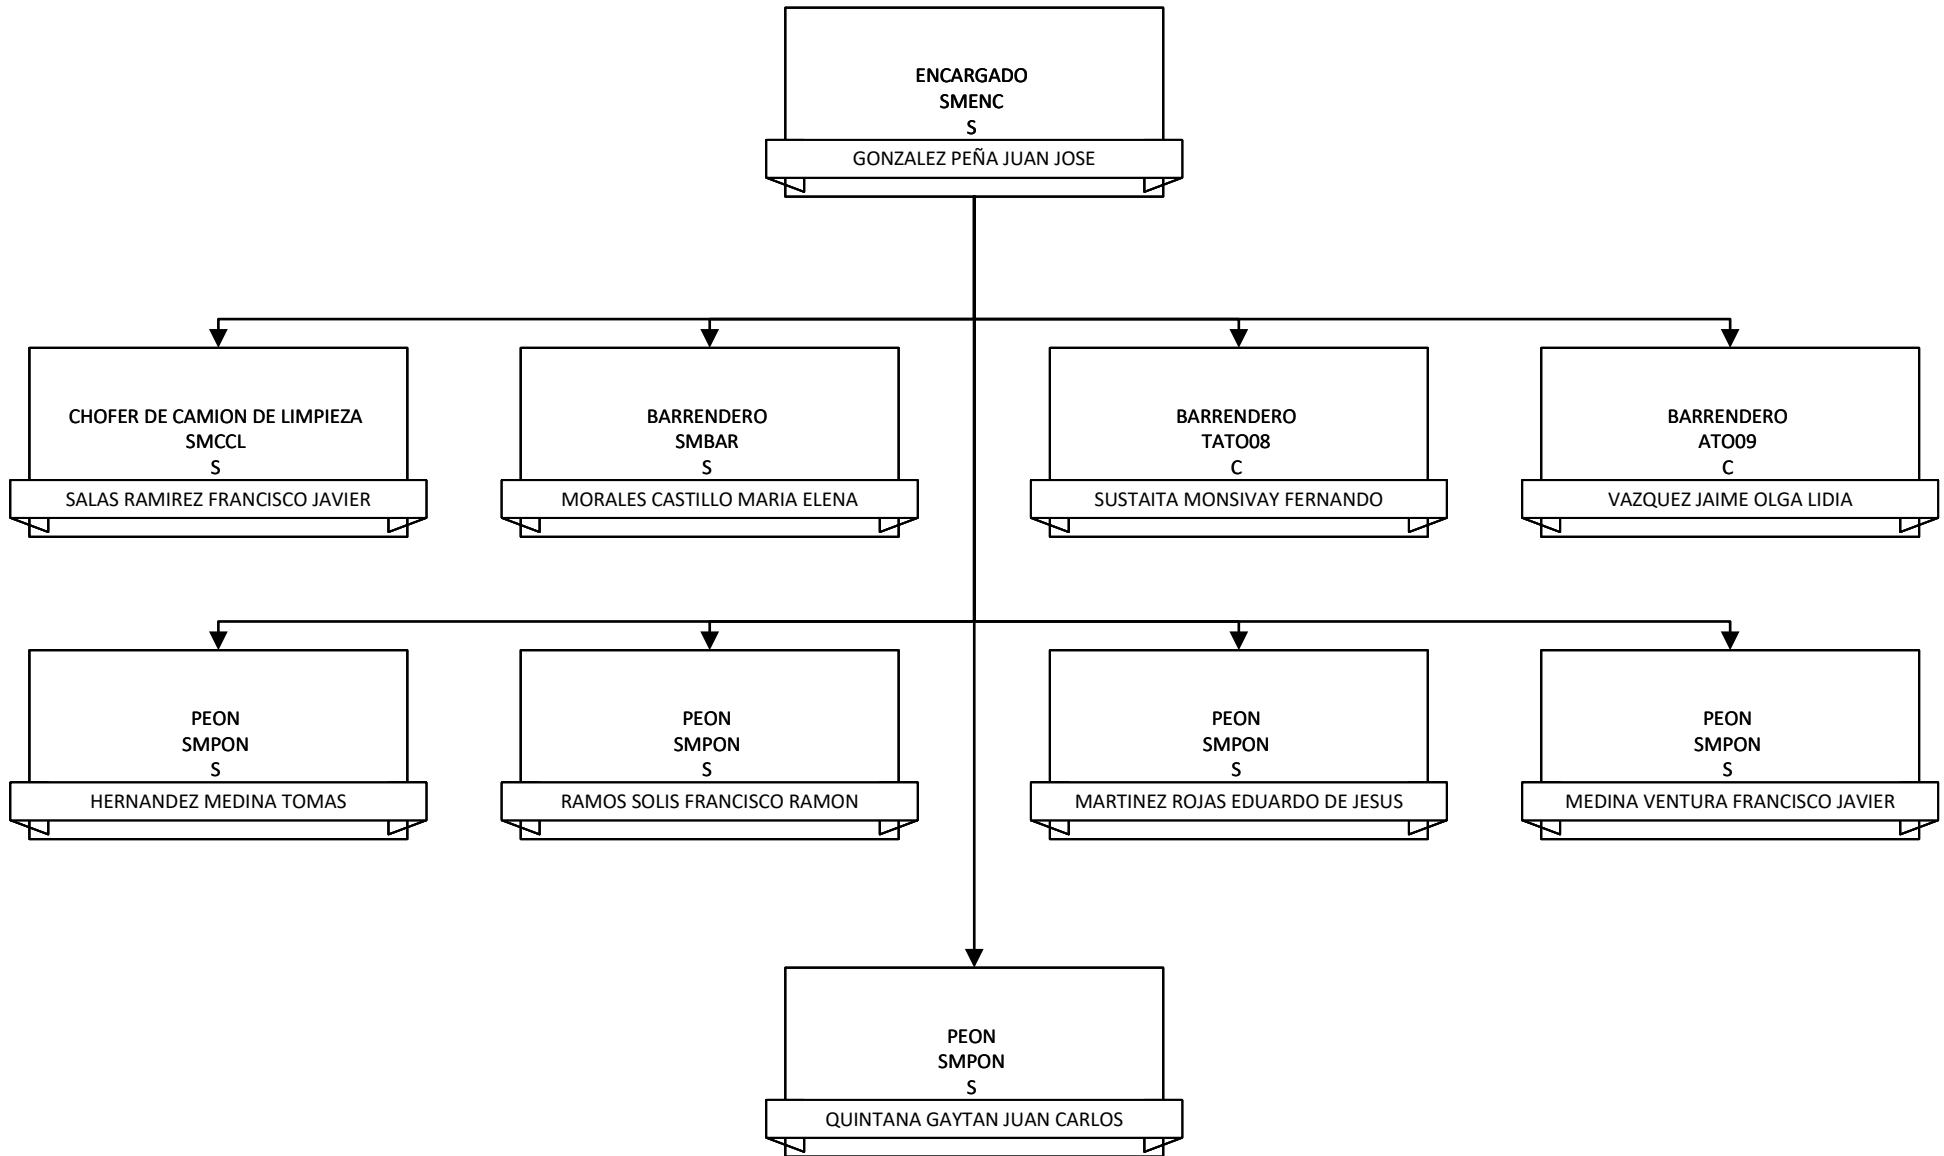 ENCARGADO
SMENC
S
GONZALEZ PEÑA JUAN JOSE
CHOFER DE CAMION DE LIMPIEZA
SMCCL
S
SALAS RAMIREZ FRANCISCO JAVIER
BARRENDERO
SMBAR
S
MORALES CASTILLO MARIA ELENA
BARRENDERO
TATO08
C
SUSTAITA MONSIVAY FERNANDO
BARRENDERO
ATO09
C
VAZQUEZ JAIME OLGA LIDIA
PEON
SMPON
S
HERNANDEZ MEDINA TOMAS
PEON
SMPON
S
RAMOS SOLIS FRANCISCO RAMON
PEON
SMPON
S
MARTINEZ ROJAS EDUARDO DE JESUS
PEON
SMPON
S
MEDINA VENTURA FRANCISCO JAVIER
PEON
SMPON
S
QUINTANA GAYTAN JUAN CARLOS